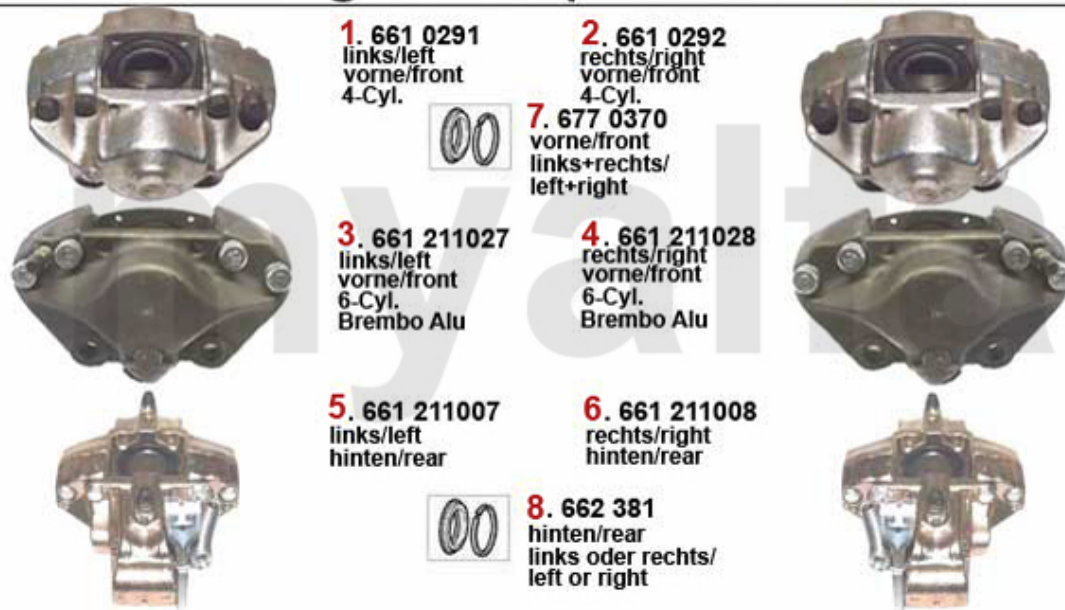 1. 661 0291
links/left
vorne/front
4-Cyl.
2. 661 0292
rechts/right
vorne/front
4-Cyl.
7. 677 0370
vorne/front
links+rechts/
left+right
3. 661 211027
links/left
vorne/front
6-Cyl.
Brembo Alu
4. 661 211028
rechts/right
vorne/front
6-Cyl.
Brembo Alu
5. 661 211007
links/left
hinten/rear
6. 661 211008
rechts/right
hinten/rear
8. 662 381
hinten/rear
links oder rechts/
left or right
myalfa